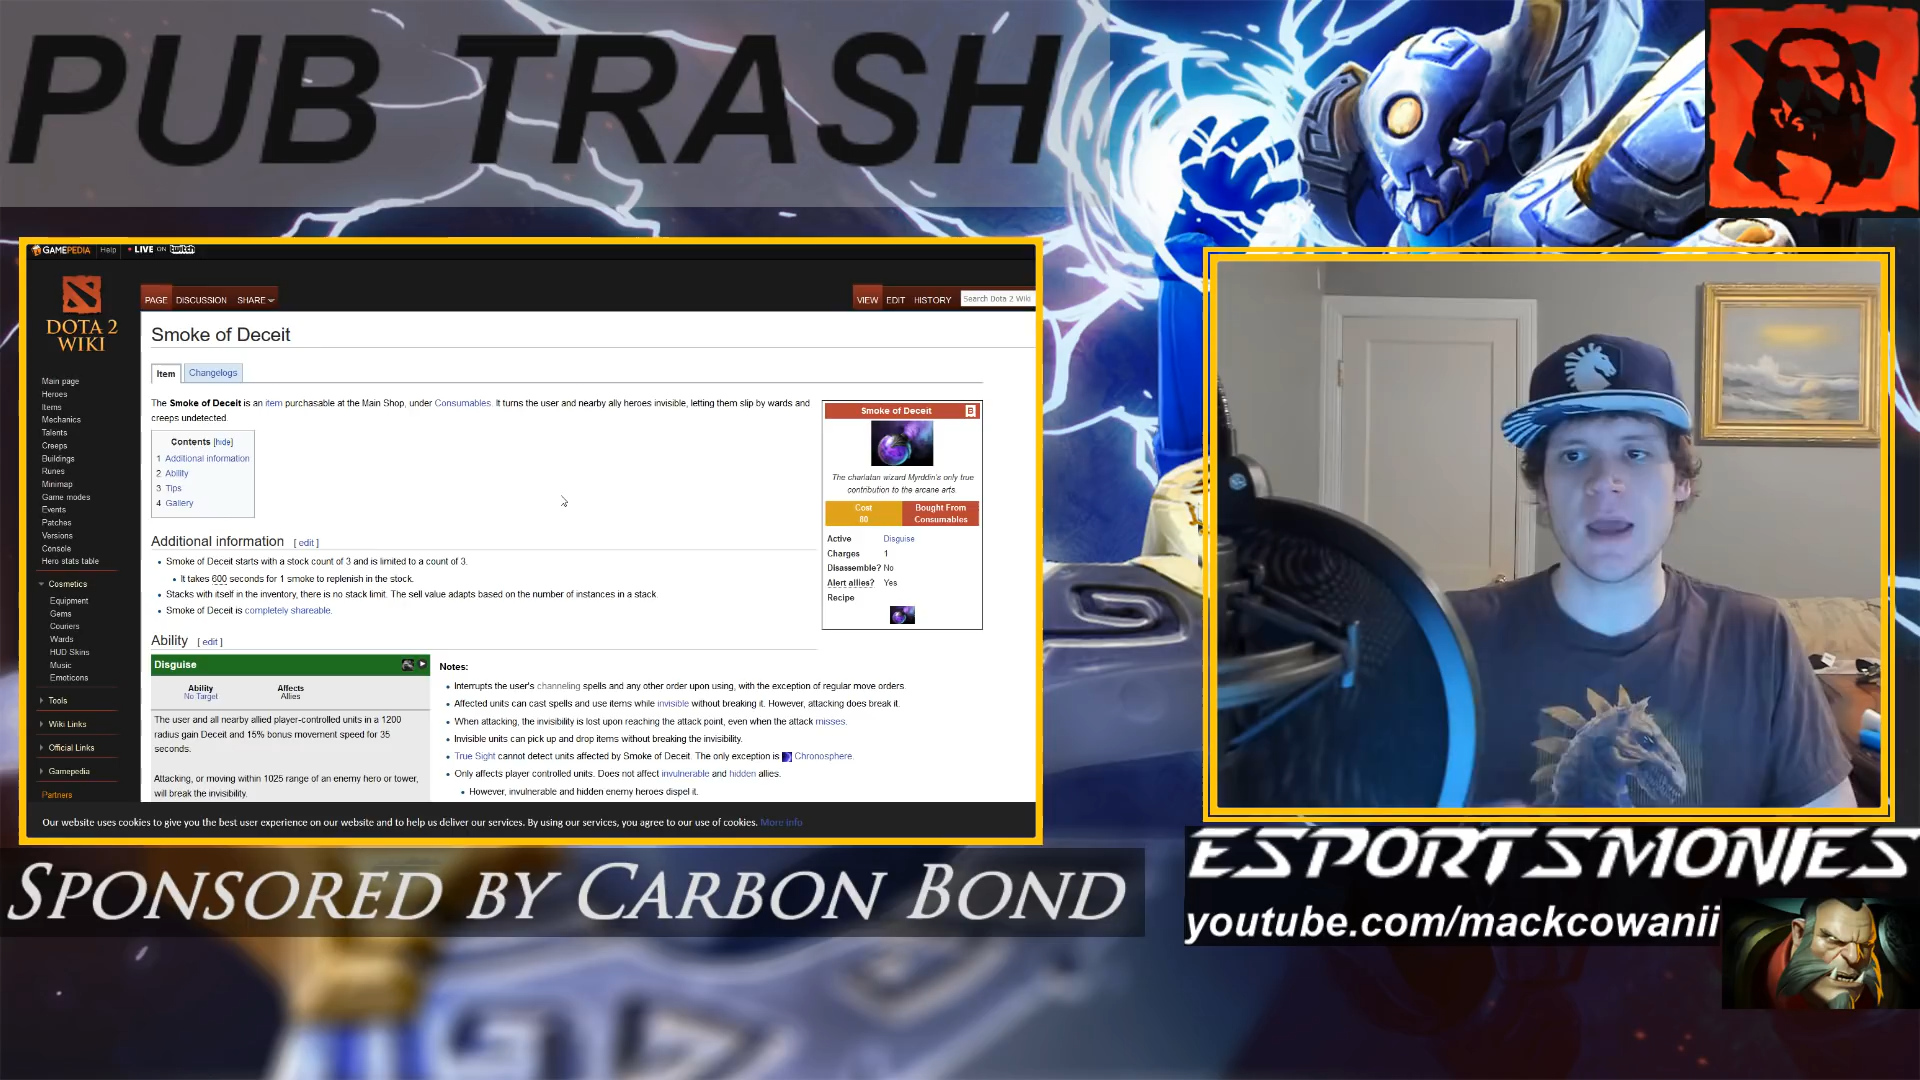 PUB TRASH
GAMEPEDIA Help LIVE ON twitch
DOTA 2
WIKI
PAGE DISCUSSION SHARE
VIEW EDIT HISTORY Search Dota 2 Wiki
Main page
Heroes
Items
Mechanics
Talents
Creeps
Buildings
Runes
Minimap
Game modes
Events
Patches
Versions
Console
Hero stats table
Cosmetics
Equipment
Gems
Couriers
Wards
HUD Skins
Music
Emoticons
Tools
Wiki Links
Official Links
Gamepedia
Partners
Smoke of Deceit
Item Changelogs
The Smoke of Deceit is an item purchasable at the Main Shop, under Consumables. It turns the user and nearby ally heroes invisible, letting them slip by wards and
creeps undetected.
Contents [hide]
1 Additional information
2 Ability
3 Tips
4 Gallery
Smoke of Deceit B
The charlatan wizard Myrddin's only true
contribution to the arcane arts.
Cost
80
Bought From
Consumables
Active Disguise
Charges 1
Disassemble? No
Alert allies? Yes
Recipe
Additional information [ edit ]
Smoke of Deceit starts with a stock count of 3 and is limited to a count of 3.
It takes 600 seconds for 1 smoke to replenish in the stock.
Stacks with itself in the inventory, there is no stack limit. The sell value adapts based on the number of instances in a stack.
Smoke of Deceit is completely shareable.
Ability [ edit ]
Disguise
Ability
No Target
Affects
Allies
The user and all nearby allied player-controlled units in a 1200
radius gain Deceit and 15% bonus movement speed for 35
seconds.
Attacking, or moving within 1025 range of an enemy hero or tower,
will break the invisibility.
Notes:
Interrupts the user's channeling spells and any other order upon using, with the exception of regular move orders.
Affected units can cast spells and use items while invisible without breaking it. However, attacking does break it.
When attacking, the invisibility is lost upon reaching the attack point, even when the attack misses.
Invisible units can pick up and drop items without breaking the invisibility.
True Sight cannot detect units affected by Smoke of Deceit. The only exception is Chronosphere.
Only affects player controlled units. Does not affect invulnerable and hidden allies.
However, invulnerable and hidden enemy heroes dispel it.
Our website uses cookies to give you the best user experience on our website and to help us deliver our services. By using our services, you agree to our use of cookies. More info
SPONSORED BY CARBON BOND
ESPORTSMONIES
youtube.com/mackcowanii